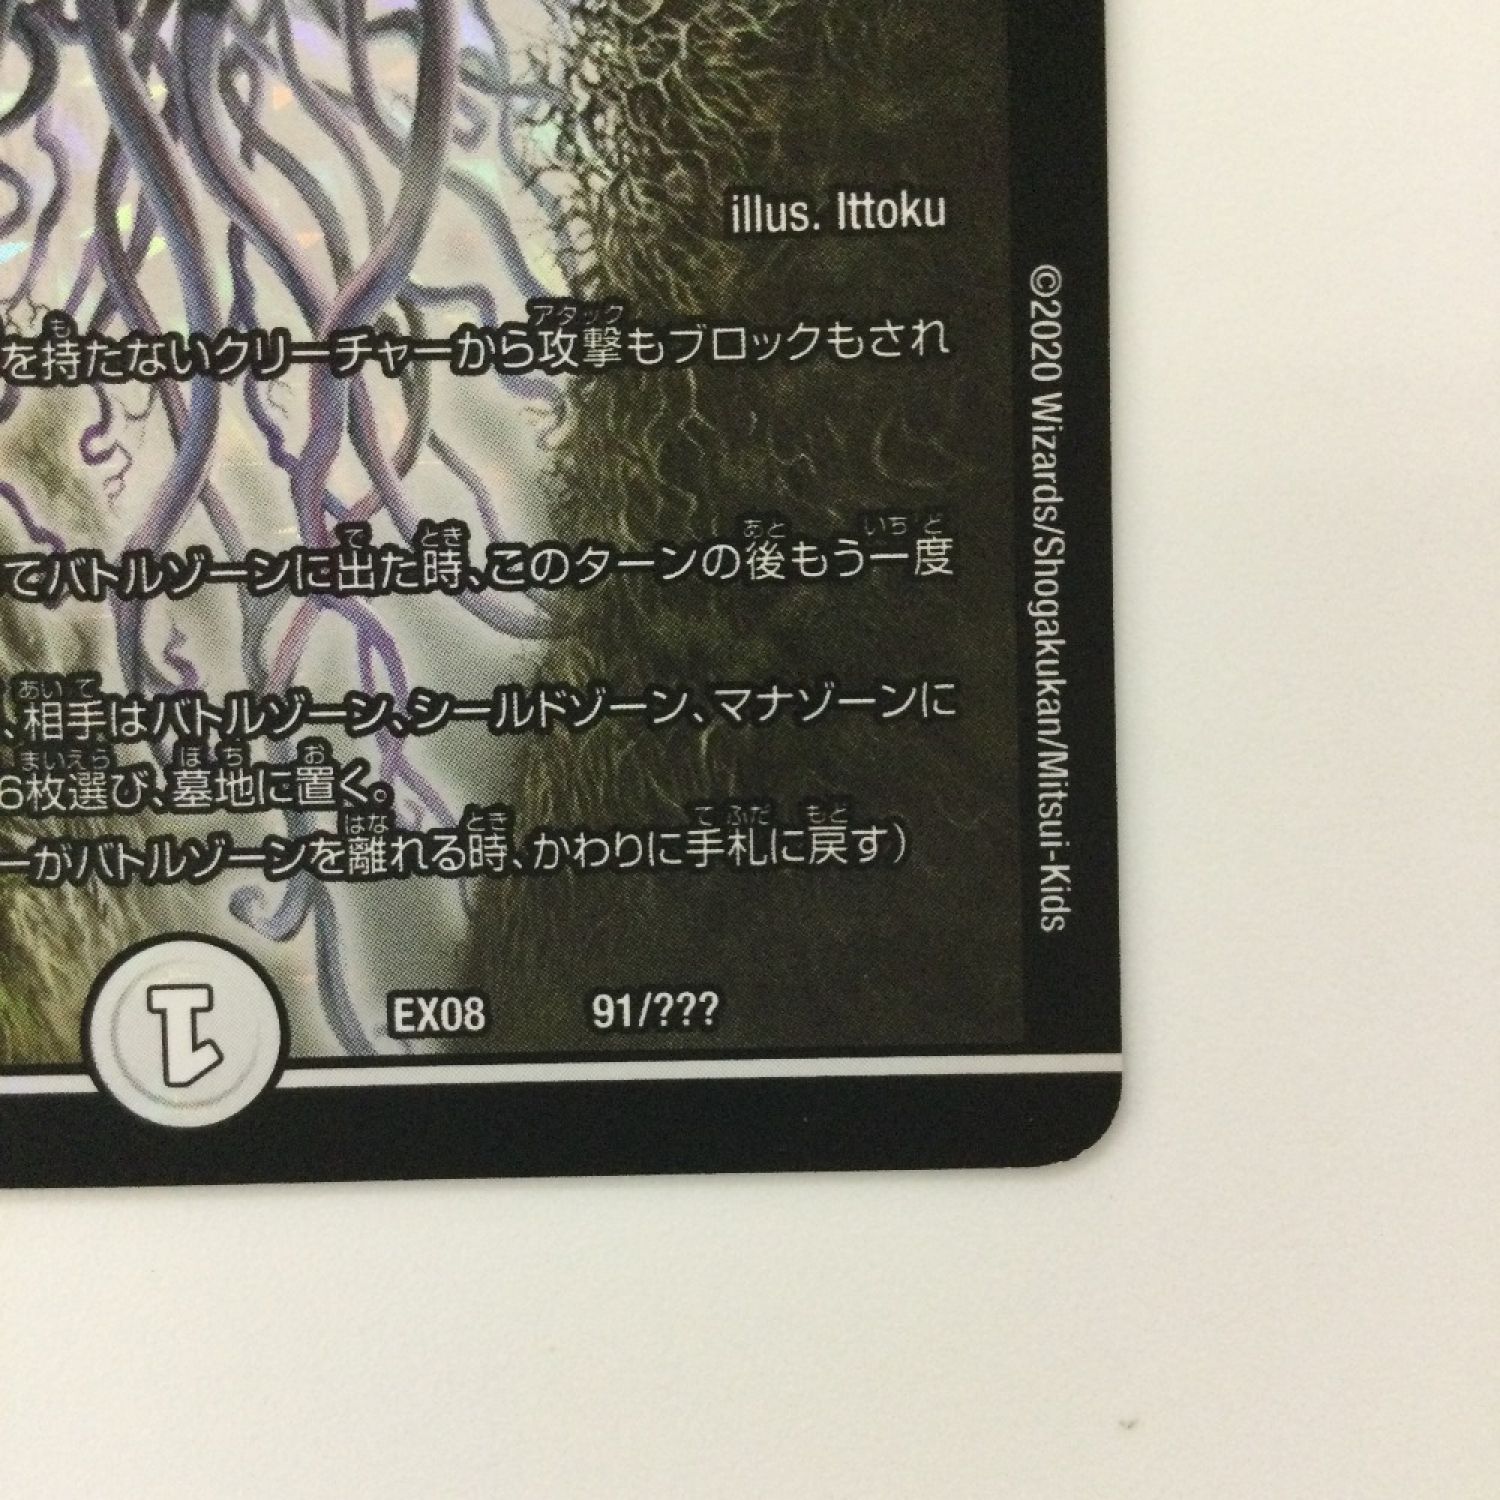 illus. Ittoku
を持たないクリーチャーから攻撃もブロックもされ
てバトルゾーンに出た時、このターンの後もう一度
、相手はバトルゾーン、シールドゾーン、マナゾーンに
6枚選び、墓地に置く。
ーがバトルゾーンを離れる時、かわりに手札に戻す）
EX08 91/???
©2020 Wizards/Shogakukan/Mitsui-Kids